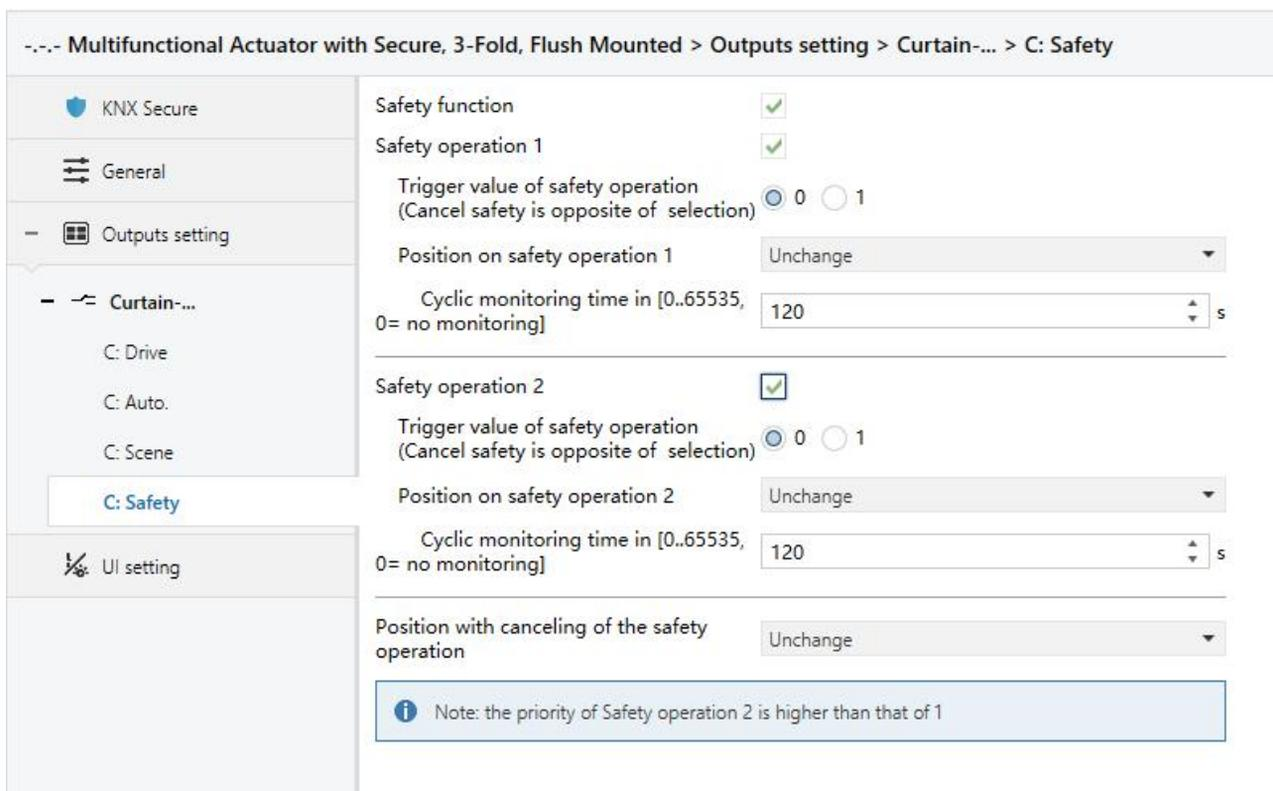 -.-.- Multifunctional Actuator with Secure, 3-Fold, Flush Mounted > Outputs setting > Curtain-... > C: Safety
KNX Secure
General
Outputs setting
Curtain-...
C: Drive
C: Auto.
C: Scene
C: Safety
UI setting
Safety function
Safety operation 1
Trigger value of safety operation
(Cancel safety is opposite of selection)
0 1
Position on safety operation 1 Unchange
Cyclic monitoring time in [0..65535,
0= no monitoring]
120 s
Safety operation 2
Trigger value of safety operation
(Cancel safety is opposite of selection)
0 1
Position on safety operation 2 Unchange
Cyclic monitoring time in [0..65535,
0= no monitoring]
120 s
Position with canceling of the safety
operation
Unchange
Note: the priority of Safety operation 2 is higher than that of 1